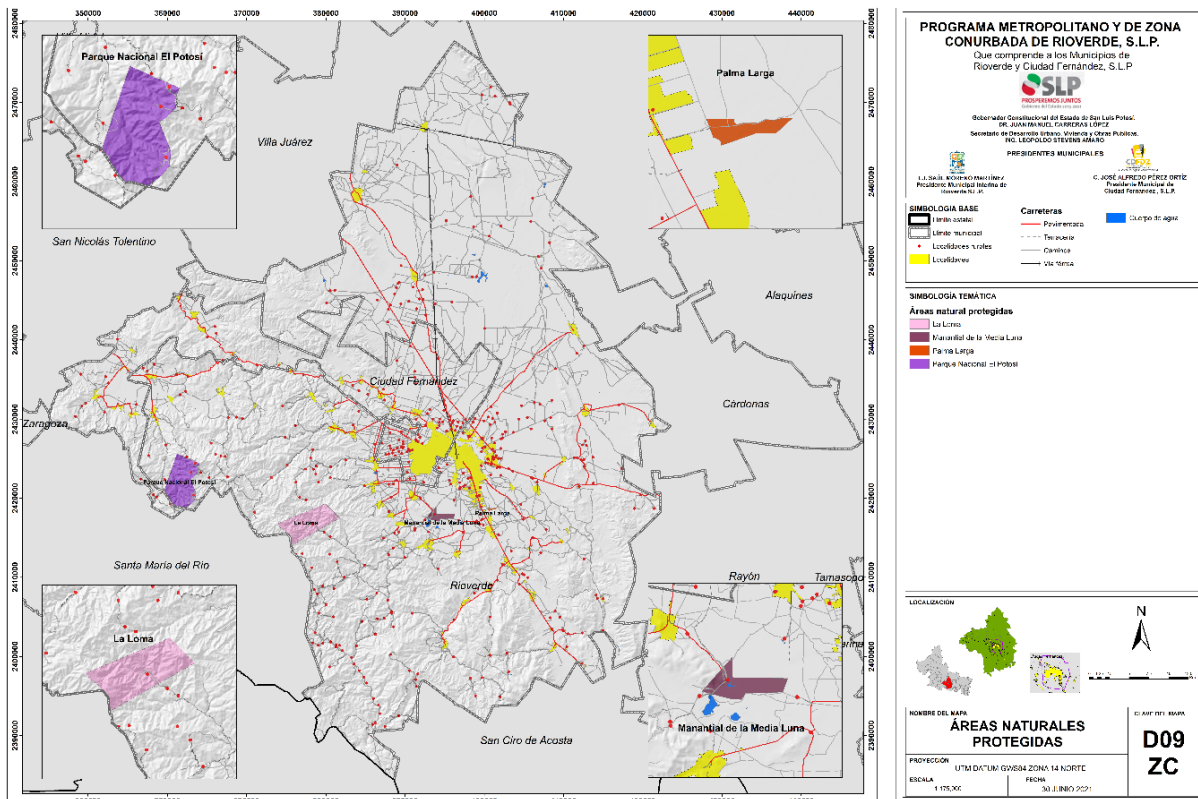 350000 360000 370000 380000 390000 400000 410000 420000 430000 440000
2480000
2470000
2460000
2450000
2440000
2430000
2420000
2410000
2400000
2390000
Parque Nacional El Potosí
Palma Larga
Villa Juárez
San Nicolás Tolentino
Alaquines
Ciudad Fernández
Cárdenas
Zaragoza
Parque Nacional El Potosí
La Loma
Manantial de la Media Luna
Palma Larga
Santa María del Río
Rioverde
Rayón
Tamasopo
La Loma
San Ciro de Acosta
Manantial de la Media Luna
PROGRAMA METROPOLITANO Y DE ZONA
CONURBADA DE RIOVERDE, S.L.P.
Que comprende a los Municipios de
Rioverde y Ciudad Fernández, S.L.P
SLP
PROSPEREMOS JUNTOS
Gobernador Constitucional del Estado de San Luis Potosí.
DR. JUAN MANUEL CARRERAS LÓPEZ
Secretario de Desarrollo Urbano, Vivienda y Obras Públicas.
ING. LEOPOLDO STEVENS AMARO
PRESIDENTES MUNICIPALES
Presidente Municipal Interino de
Rioverde S.L.P.
C. JOSÉ ALFREDO PÉREZ ORTÍZ
Presidente Municipal de
Ciudad Fernández, S.L.P.
SIMBOLOGÍA BASE
Límite estatal
Límite municipal
Localidades rurales
Localidades
Carreteras
Pavimentada
Terracería
Caminos
Vía férrea
Cuerpo de agua
SIMBOLOGÍA TEMÁTICA
Áreas natural protegidas
La Loma
Manantial de la Media Luna
Palma Larga
Parque Nacional El Potosí
LOCALIZACIÓN
N
NOMBRE DEL MAPA
ÁREAS NATURALES
PROTEGIDAS
CLAVE DEL MAPA
D09
ZC
PROYECCIÓN
UTM DATUM GWS84 ZONA 14 NORTE
ESCALA
1:175,000
FECHA
30 JUNIO 2021